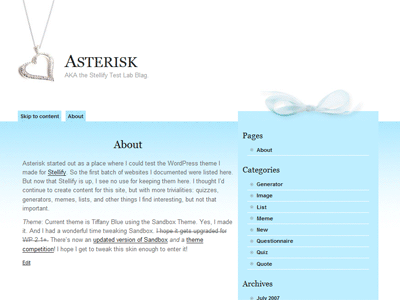 ASTERISK
AKA the Stellify Test Lab Blag
Skip to content
About
About
Asterisk started out as a place where I could test the WordPress theme I
made for Stellify. So the first batch of websites I documented were listed here.
But now that Stellify is up, I see no use for keeping them here. I thought I'd
continue to create content for this site, but with more trivialities: quizzes,
generators, memes, lists, and other things I find interesting, but not that
important.
Theme: Current theme is Tiffany Blue using the Sandbox Theme. Yes, I made
it. And I had a wonderful time tweaking Sandbox. I hope it gets upgraded for
WP 2.1+. There's now an updated version of Sandbox and a theme
competition! I hope I get to tweak this skin enough to enter it!
Edit
Pages
About
Categories
Generator
Image
List
Meme
New
Questionnaire
Quiz
Quote
Archives
July 2007